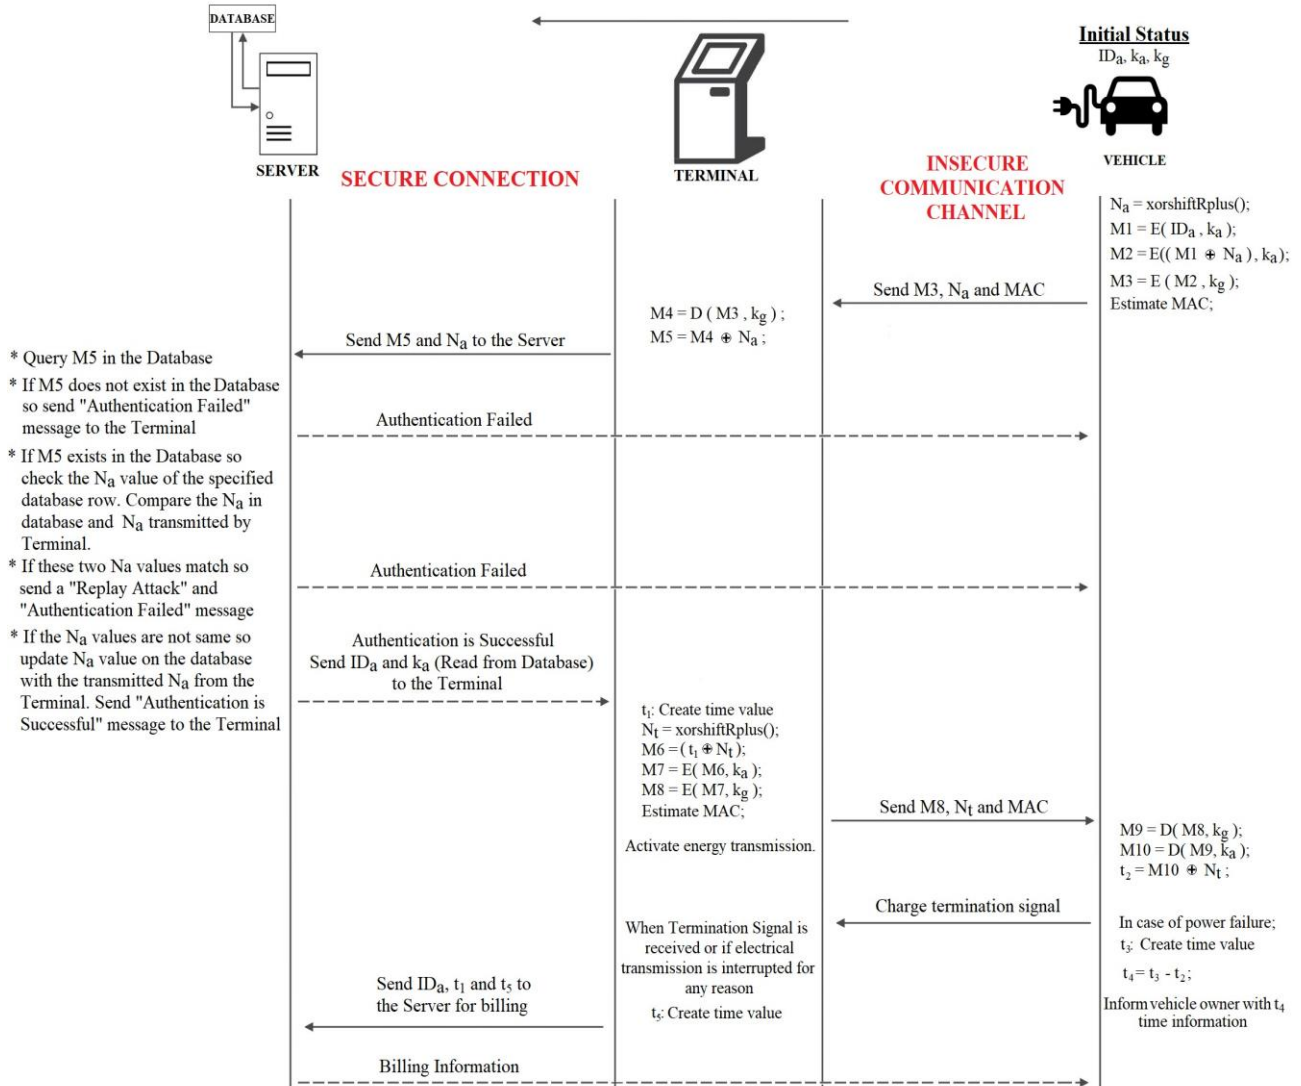 DATABASE
Initial Status
IDa, ka, kg
SERVER
SECURE CONNECTION
TERMINAL
INSECURE
COMMUNICATION
CHANNEL
VEHICLE
Na = xorshiftRplus();
M1 = E( IDa , ka );
M2 = E(( M1 ⊕ Na ) , ka);
M3 = E ( M2 , kg );
Estimate MAC;
Send M3, Na and MAC
M4 = D ( M3 , kg ) ;
M5 = M4 ⊕ Na ;
Send M5 and Na to the Server
* Query M5 in the Database
* If M5 does not exist in the Database
so send "Authentication Failed"
message to the Terminal
Authentication Failed
* If M5 exists in the Database so
check the Na value of the specified
database row. Compare the Na in
database and Na transmitted by
Terminal.
* If these two Na values match so
send a "Replay Attack" and
"Authentication Failed" message
Authentication Failed
* If the Na values are not same so
update Na value on the database
with the transmitted Na from the
Terminal. Send "Authentication is
Successful" message to the Terminal
Authentication is Successful
Send IDa and ka (Read from Database)
to the Terminal
t1: Create time value
Nt = xorshiftRplus();
M6 =( t1 ⊕ Nt );
M7 = E( M6, ka );
M8 = E( M7, kg );
Estimate MAC;
Activate energy transmission.
Send M8, Nt and MAC
M9 = D( M8, kg );
M10 = D( M9, ka );
t2 = M10 ⊕ Nt ;
Charge termination signal
In case of power failure;
t3: Create time value
t4 = t3 - t2;
Inform vehicle owner with t4
time information
When Termination Signal is
received or if electrical
transmission is interrupted for
any reason
t5: Create time value
Send IDa, t1 and t5 to
the Server for billing
Billing Information